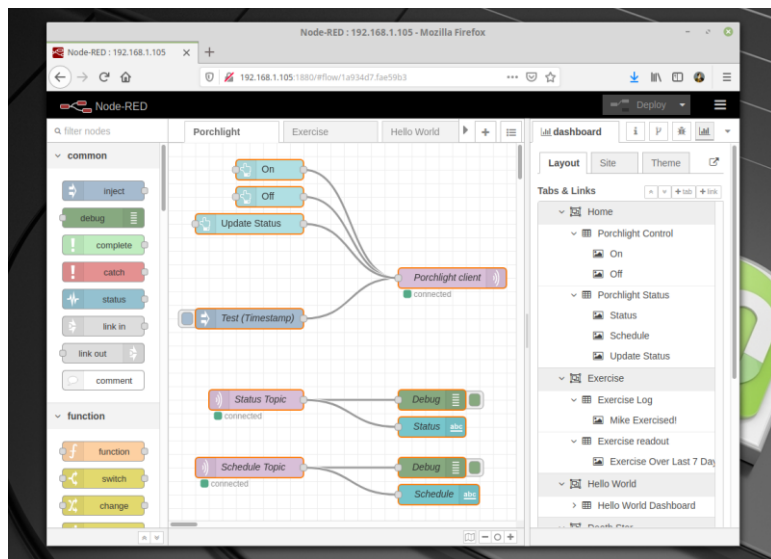 Node-RED : 192.168.1.105 - Mozilla Firefox
Node-RED : 192.168.1.105
192.168.1.105:1880/#flow/1a934d7.fae59b3
Node-RED
Deploy
filter nodes
common
inject
debug
complete
catch
status
link in
link out
comment
function
function
switch
change
Porchlight
Exercise
Hello World
On
Off
Update Status
Porchlight client
connected
Test (Timestamp)
Status Topic
connected
Debug
Status
abc
Schedule Topic
connected
Debug
Schedule
abc
dashboard
i
Layout
Site
Theme
Tabs & Links
+ tab
+ link
Home
Porchlight Control
On
Off
Porchlight Status
Status
Schedule
Update Status
Exercise
Exercise Log
Mike Exercised!
Exercise readout
Exercise Over Last 7 Day
Hello World
Hello World Dashboard
Death Star